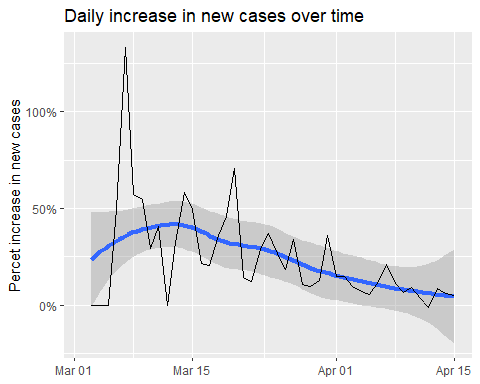 Daily increase in new cases over time
Percet increase in new cases
100%
50%
0%
Mar 01
Mar 15
Apr 01
Apr 15